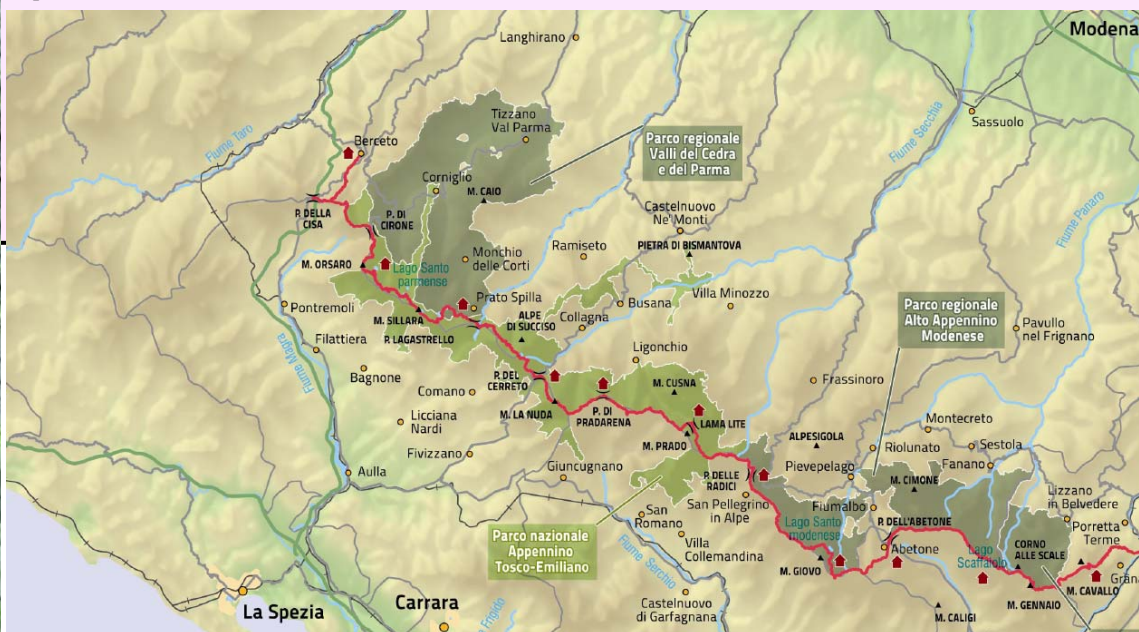 Langhirano
Modena
Tizzano
Val Parma
Fiume Secchia
Sassuolo
Fiume Taro
Berceto
Parco regionale
Valli del Cedra
e del Parma
Corniglio
M. CAIO
P. DELLA
CISA
P. DI
CIRONE
Castelnuovo
Ne' Monti
PIETRA DI BISMANTOVA
Fiume Panaro
M. ORSARO
Lago Santo
parmense
Monchio
delle Corti
Ramiseto
Pontremoli
Prato Spilla
Busana
Villa Minozzo
Parco regionale
Alto Appennino
Modenese
M. SILLARA
ALPE
DI SUCCISO
Collagna
Pavullo
nel Frignano
Filattiera
P. LAGASTRELLO
Fiume Magra
Ligonchio
Bagnone
Comano
P. DEL
CERRETO
M. CUSNA
Frassinoro
Licciana
Nardi
M. LA NUDA
P. DI
PRADARENA
LAMA LITE
Montecreto
M. PRADO
ALPESIGOLA
Riolunato
Sestola
Fivizzano
Giuncugnano
Pievepelago
Fanano
Aulla
P. DELLE
RADICI
M. CIMONE
San Pellegrino
in Alpe
Fiumalbo
Lizzano
in Belvedere
San
Romano
Lago Santo
modenese
P. DELL'ABETONE
Porretta
Terme
Parco nazionale
Appennino
Tosco-Emiliano
Villa
Collemandina
Abetone
Lago
Scaffaiolo
CORNO
ALLE SCALE
Fiume Serchio
M. GIOVO
Grana
M. CAVALLO
La Spezia
Carrara
Frigido
Castelnuovo
di Garfagnana
M. CALIGI
M. GENNAIO